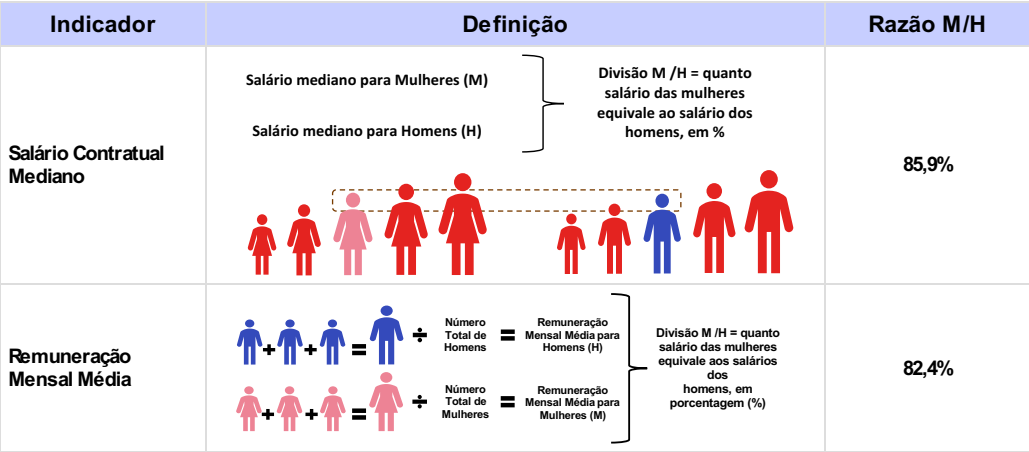 Indicador
Definição
Razão M/H
Salário Contratual
Mediano
Salário mediano para Mulheres (M)
Salário mediano para Homens (H)
Divisão M /H = quanto
salário das mulheres
equivale ao salário dos
homens, em %
85,9%
Remuneração
Mensal Média
+ + = ÷
Número
Total de
Homens
=
Remuneração
Mensal Média para
Homens (H)
+ + = ÷
Número
Total de
Mulheres
=
Remuneração
Mensal Média para
Mulheres (M)
Divisão M /H = quanto
salário das mulheres
equivale aos salários
dos
homens, em
porcentagem (%)
82,4%